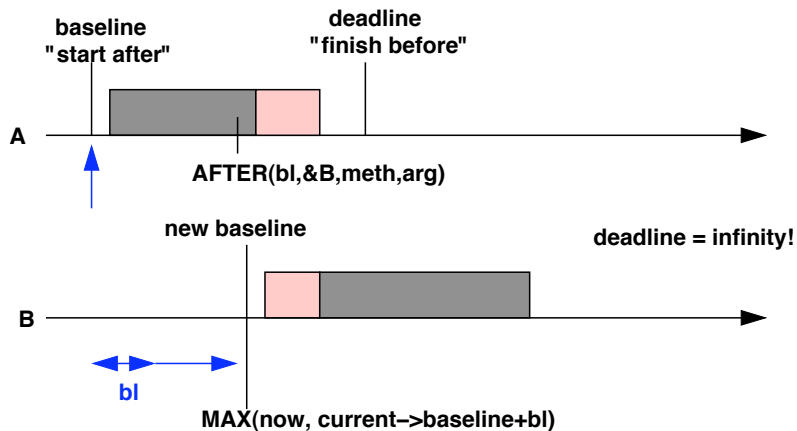 baseline
"start after"
deadline
"finish before"
A
AFTER(bl,&B,meth,arg)
new baseline
deadline = infinity!
B
bl
MAX(now, current−>baseline+bl)